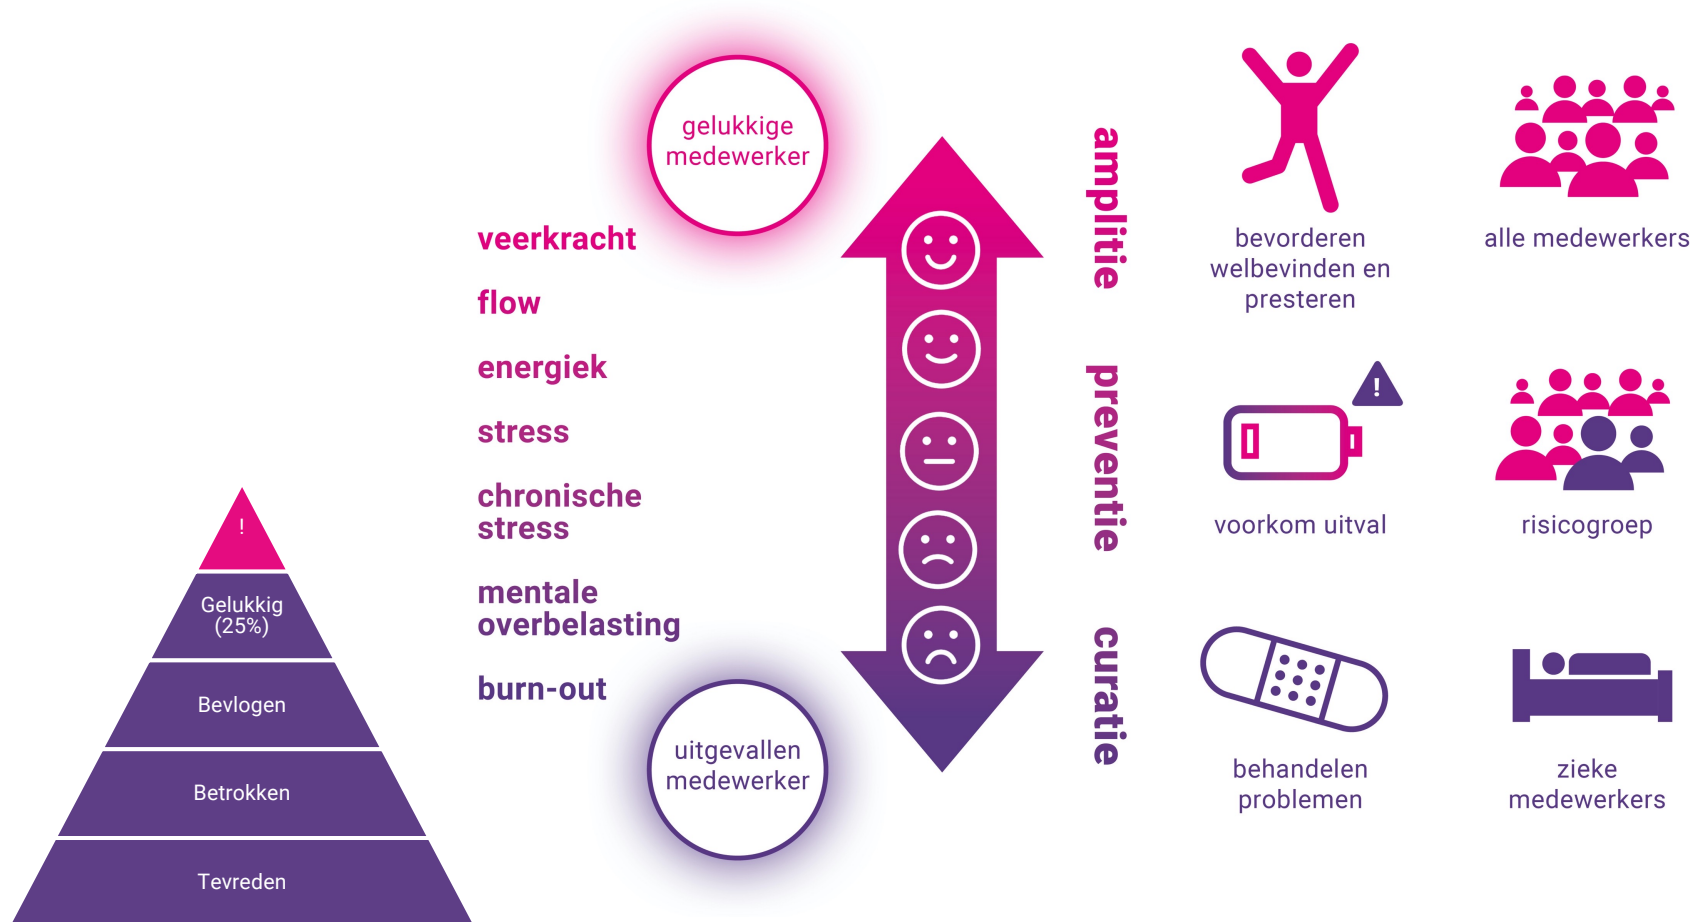 !
Gelukkig
(25%)
Bevlogen
Betrokken
Tevreden
gelukkige
medewerker
veerkracht
flow
energiek
stress
chronische
stress
mentale
overbelasting
burn-out
uitgevallen
medewerker
amplitie
bevorderen
welbevinden en
presteren
alle medewerkers
preventie
!
voorkom uitval
risicogroep
curatie
behandelen
problemen
zieke
medewerkers